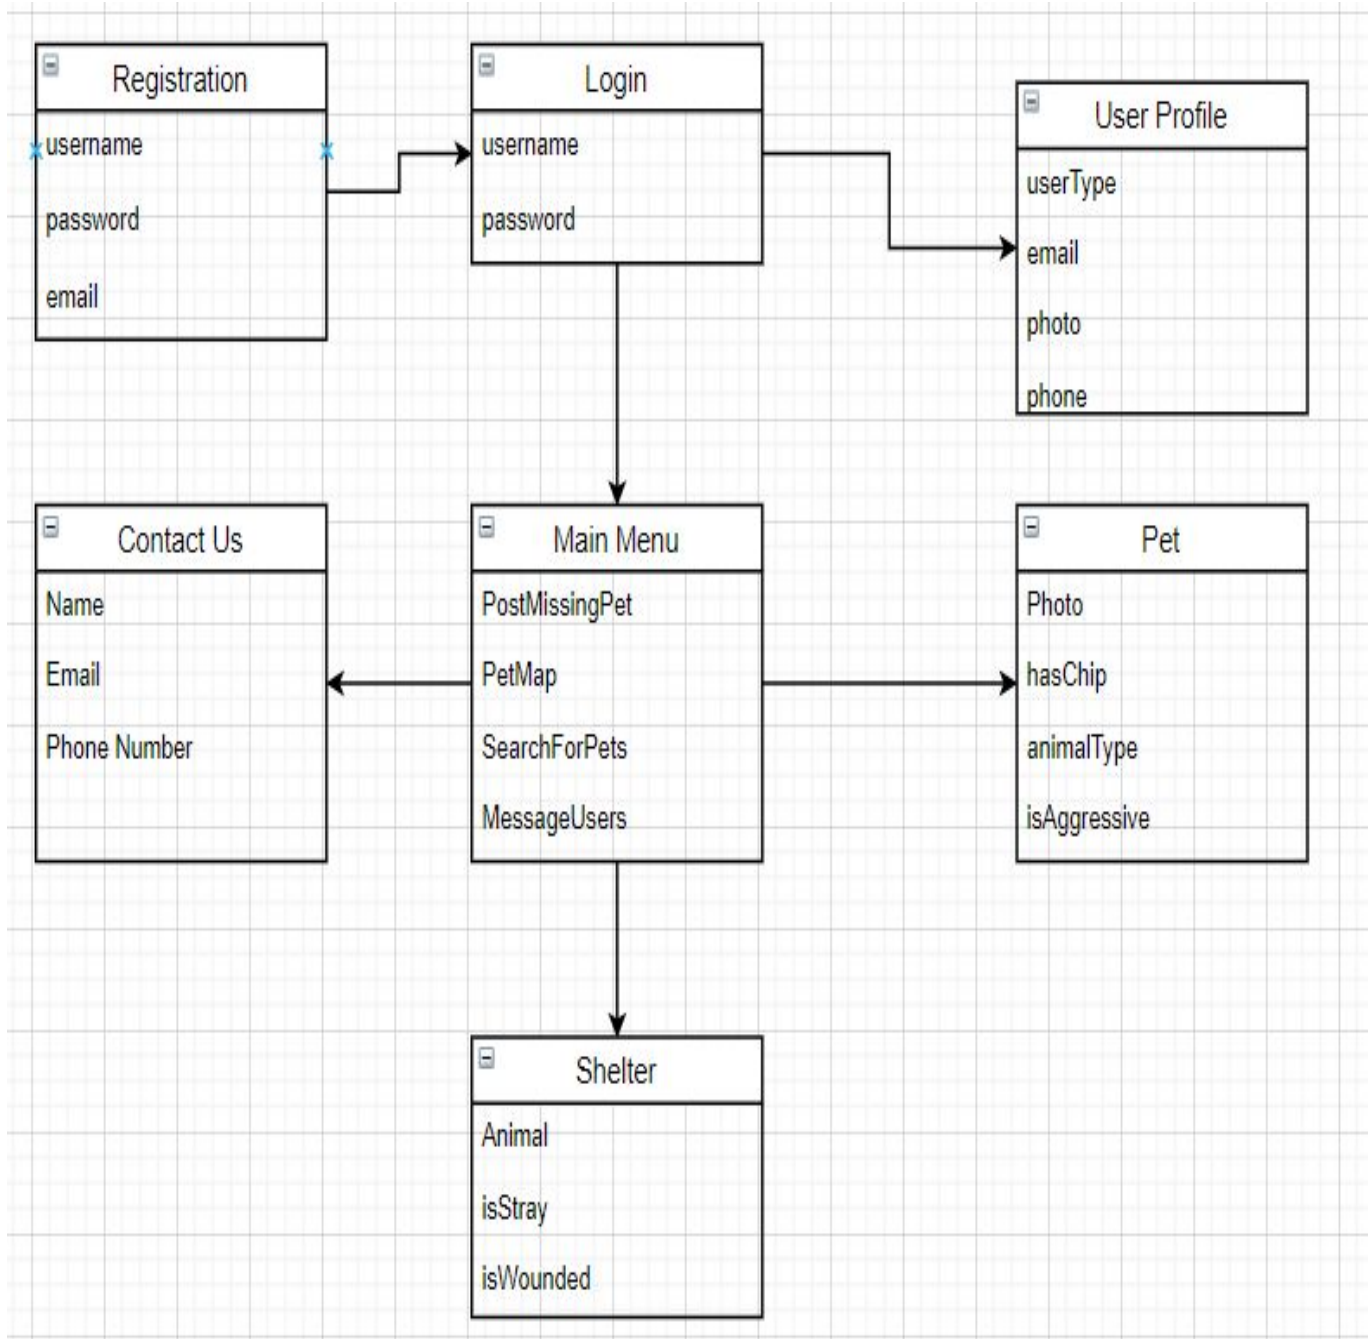 Registration
username
password
email
Login
username
password
User Profile
userType
email
photo
phone
Contact Us
Name
Email
Phone Number
Main Menu
PostMissingPet
PetMap
SearchForPets
MessageUsers
Pet
Photo
hasChip
animalType
isAggressive
Shelter
Animal
isStray
isWounded